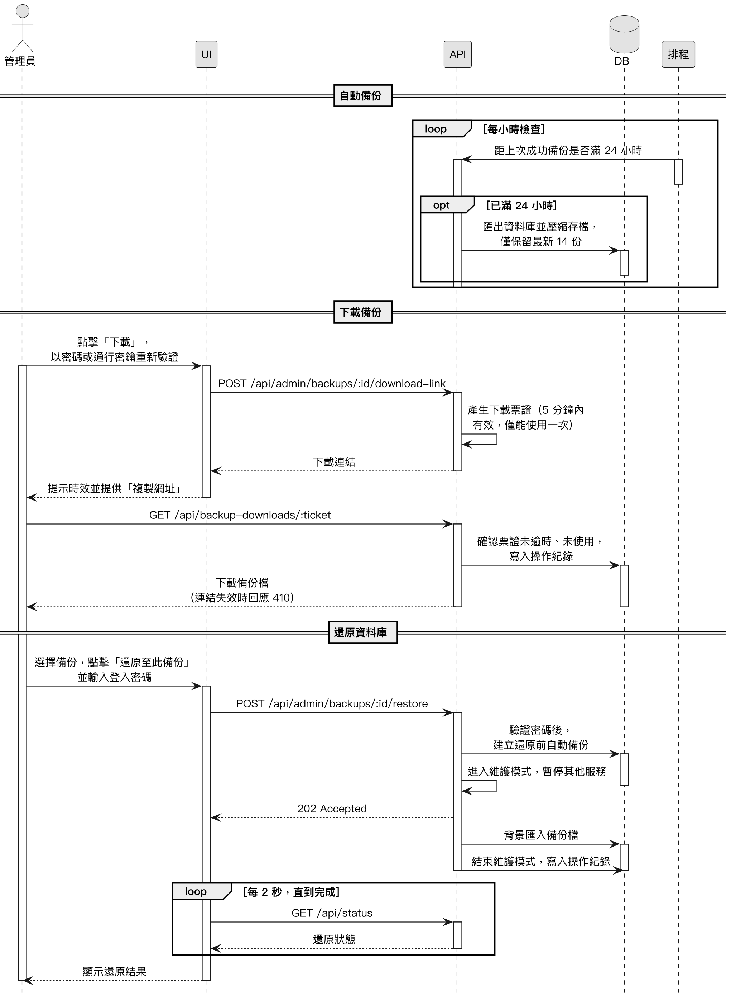 管理員
UI
API
DB
排程
自動備份
loop
[每小時檢查]
距上次成功備份是否滿 24 小時
opt
[已滿 24 小時]
匯出資料庫並壓縮存檔，
僅保留最新 14 份
下載備份
點擊「下載」，
以密碼或通行密鑰重新驗證
POST /api/admin/backups/:id/download-link
產生下載票證（5 分鐘內
有效，僅能使用一次）
下載連結
提示時效並提供「複製網址」
GET /api/backup-downloads/:ticket
確認票證未逾時、未使用，
寫入操作紀錄
下載備份檔
（連結失效時回應 410）
還原資料庫
選擇備份，點擊「還原至此備份」
並輸入登入密碼
POST /api/admin/backups/:id/restore
驗證密碼後，
建立還原前自動備份
進入維護模式，暫停其他服務
202 Accepted
背景匯入備份檔
結束維護模式，寫入操作紀錄
loop
[每 2 秒，直到完成]
GET /api/status
還原狀態
顯示還原結果